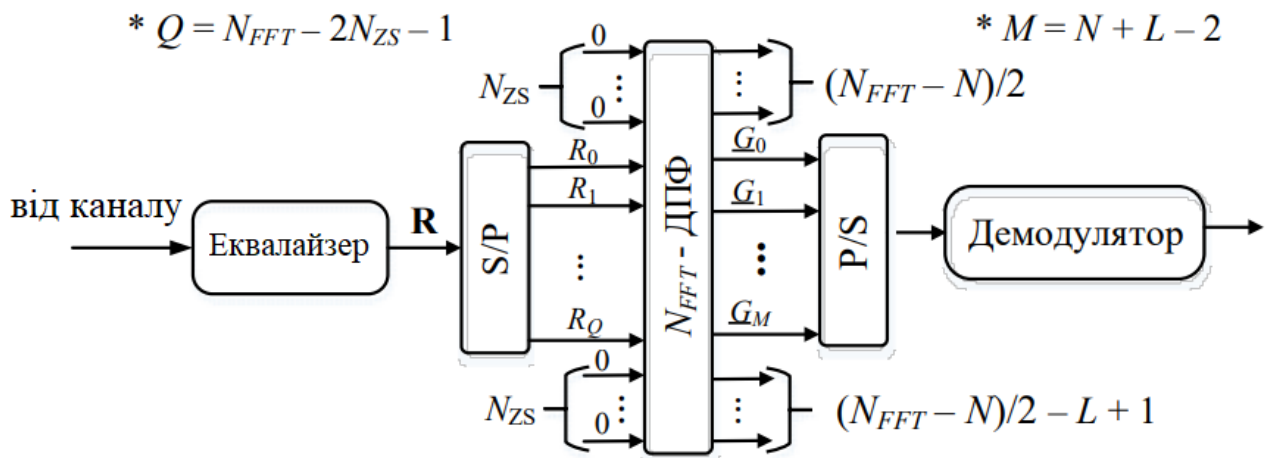 * Q = N_FFT – 2N_ZS – 1
* M = N + L – 2
0
⋮
0
N_ZS
(N_FFT – N)/2
R_0
R_1
⋯
R_Q
G_0
G_1
•••
G_M
від каналу
Еквалайзер
R
S/P
N_FFT - ДПФ
P/S
Демодулятор
0
⋮
0
N_ZS
(N_FFT – N)/2 – L + 1